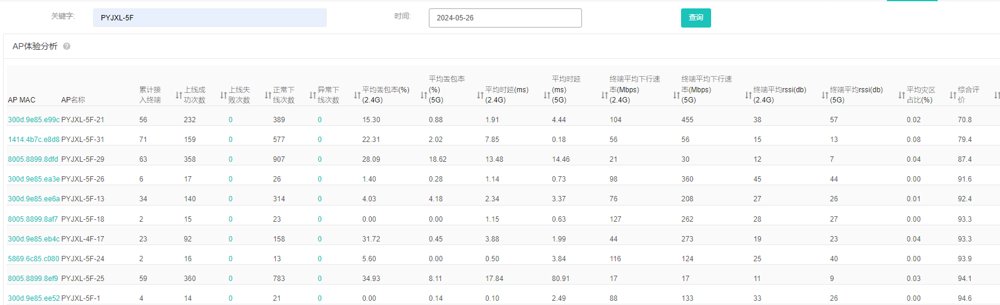 关键字: PYJXL-5F 时间: 2024-05-26 查询
AP体验分析
AP MAC AP名称 累计接入终端 上线成功次数 上线失败次数 正常下线次数 异常下线次数 平均丢包率(%)(2.4G) 平均丢包率(%)(5G) 平均时延(ms)(2.4G) 平均时延(ms)(5G) 终端平均下行速率(Mbps)(2.4G) 终端平均下行速率(Mbps)(5G) 终端平均rssi(db)(2.4G) 终端平均rssi(db)(5G) 平均灾区占比(%) 综合评价
300d.9e85.e99c PYJXL-5F-21 56 232 0 389 0 15.30 0.88 1.91 4.44 104 455 38 57 0.02 70.8
1414.4b7c.e8d8 PYJXL-5F-31 71 159 0 577 0 22.31 2.02 7.85 0.18 56 56 15 13 0.08 79.4
8005.8899.8dfd PYJXL-5F-29 63 358 0 907 0 28.09 18.62 13.48 14.46 21 30 12 7 0.04 87.4
300d.9e85.ea3e PYJXL-5F-26 6 17 0 26 0 1.40 0.28 1.14 0.73 98 360 45 44 0.00 91.6
300d.9e85.ee6a PYJXL-5F-13 34 140 0 314 0 4.03 4.18 2.34 3.37 76 208 27 26 0.01 92.4
8005.8899.8af7 PYJXL-5F-18 2 15 0 23 0 0.00 0.00 1.15 0.63 127 262 28 27 0.00 93.3
300d.9e85.eb4c PYJXL-4F-17 23 92 0 158 0 31.72 0.45 3.88 1.99 44 273 19 23 0.04 93.3
5869.6c85.c080 PYJXL-5F-24 2 16 0 13 0 5.60 0.00 0.50 3.84 116 124 25 40 0.00 93.9
8005.8899.8ef9 PYJXL-5F-25 59 360 0 783 0 34.93 8.11 17.84 80.91 17 17 11 9 0.03 94.1
300d.9e85.ee52 PYJXL-5F-1 4 14 0 21 0 0.00 0.14 0.10 2.49 88 133 33 26 0.00 94.6